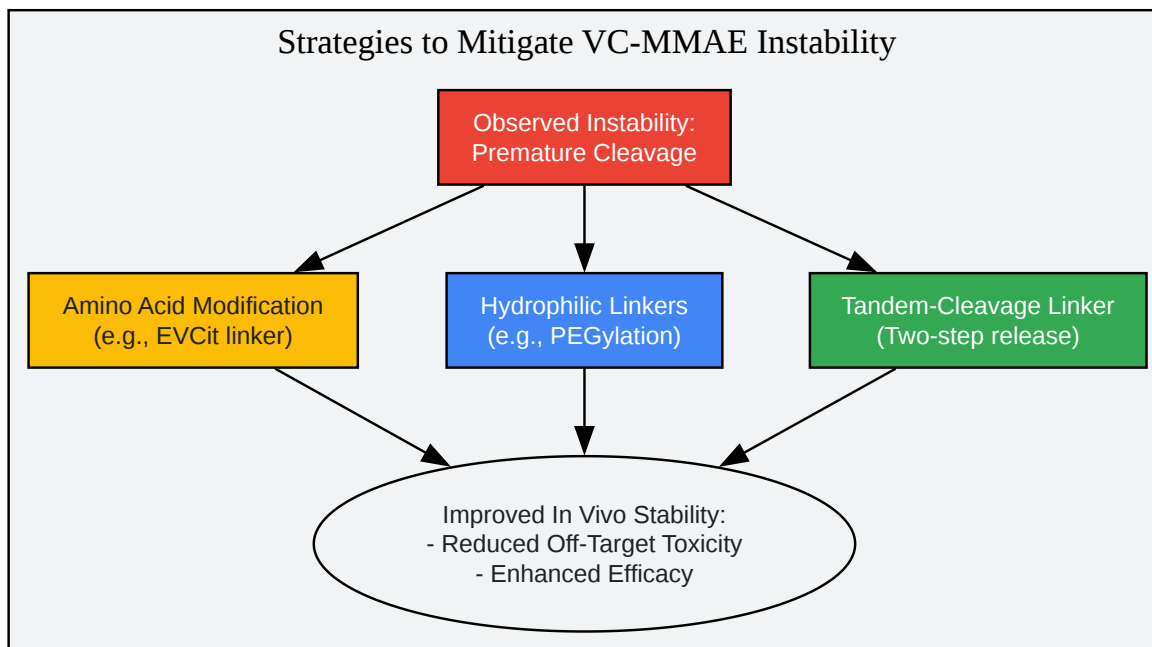 Strategies to Mitigate VC-MMAE Instability
Observed Instability:
Premature Cleavage
Amino Acid Modification
(e.g., EVCit linker)
Hydrophilic Linkers
(e.g., PEGylation)
Tandem-Cleavage Linker
(Two-step release)
Improved In Vivo Stability:
- Reduced Off-Target Toxicity
- Enhanced Efficacy